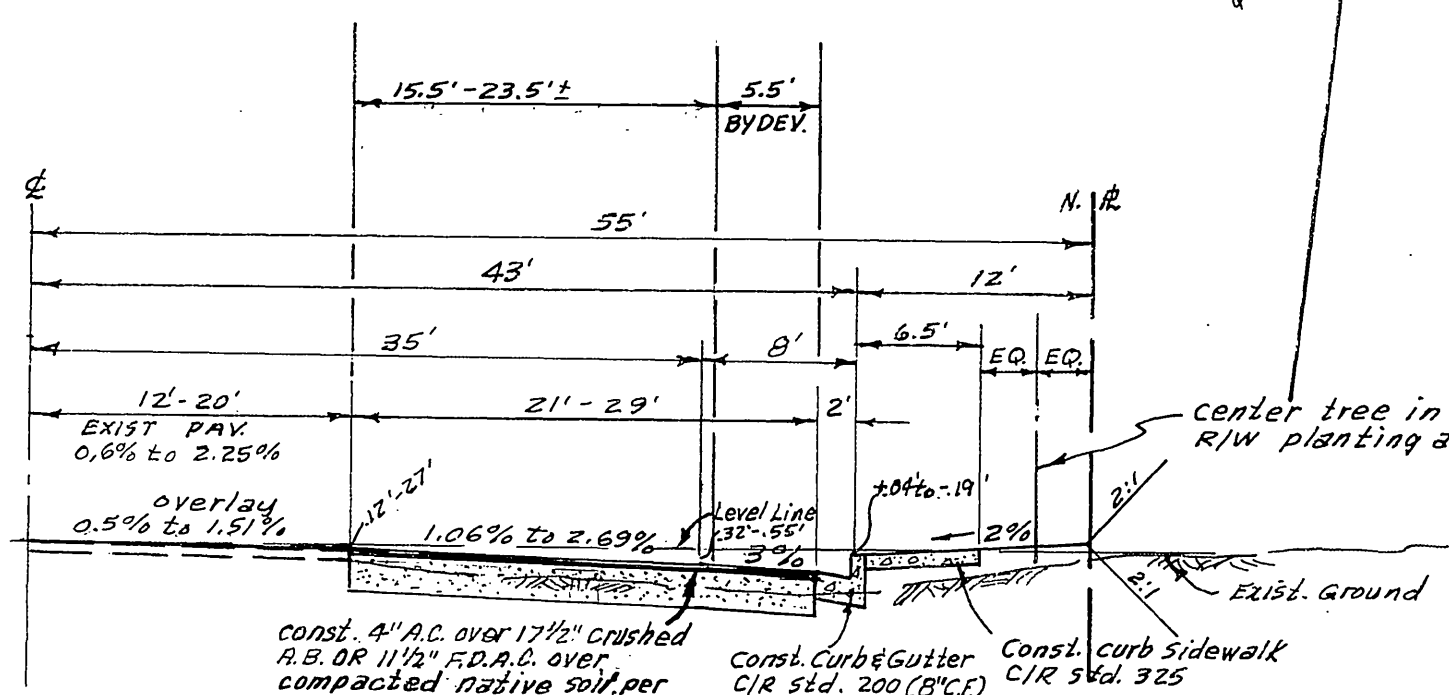 15.5'-23.5'±
5.5'
BY DEV.
℄
N. ℞
55'
43'
12'
35'
8'
6.5'
EQ.
EQ.
12'-20'
EXIST PAV.
0,6% to 2.25%
21'-29'
2'
center tree in
R/W planting a
overlay
0.5% to 1.51%
.12'-.27'
1.06% to 2.69%
Level Line
.32'-.55'
3%
+.04' to -.19'
2%
2:1
2:1
Exist. Ground
const. 4" A.C. over 17½" crushed
A.B. OR 11½" F.D.A.C. over
compacted native soil, per
Const. Curb & Gutter
C/R Std. 200 (8" C.F.)
Const. curb sidewalk
C/R Std. 325